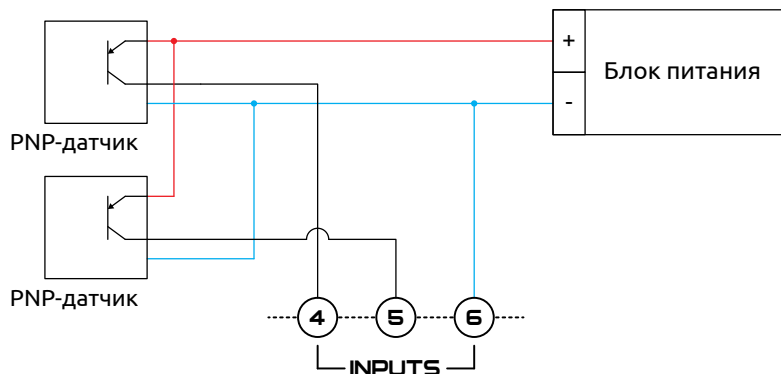 +
Блок питания
-
PNP-датчик
PNP-датчик
4 5 6
INPUTS